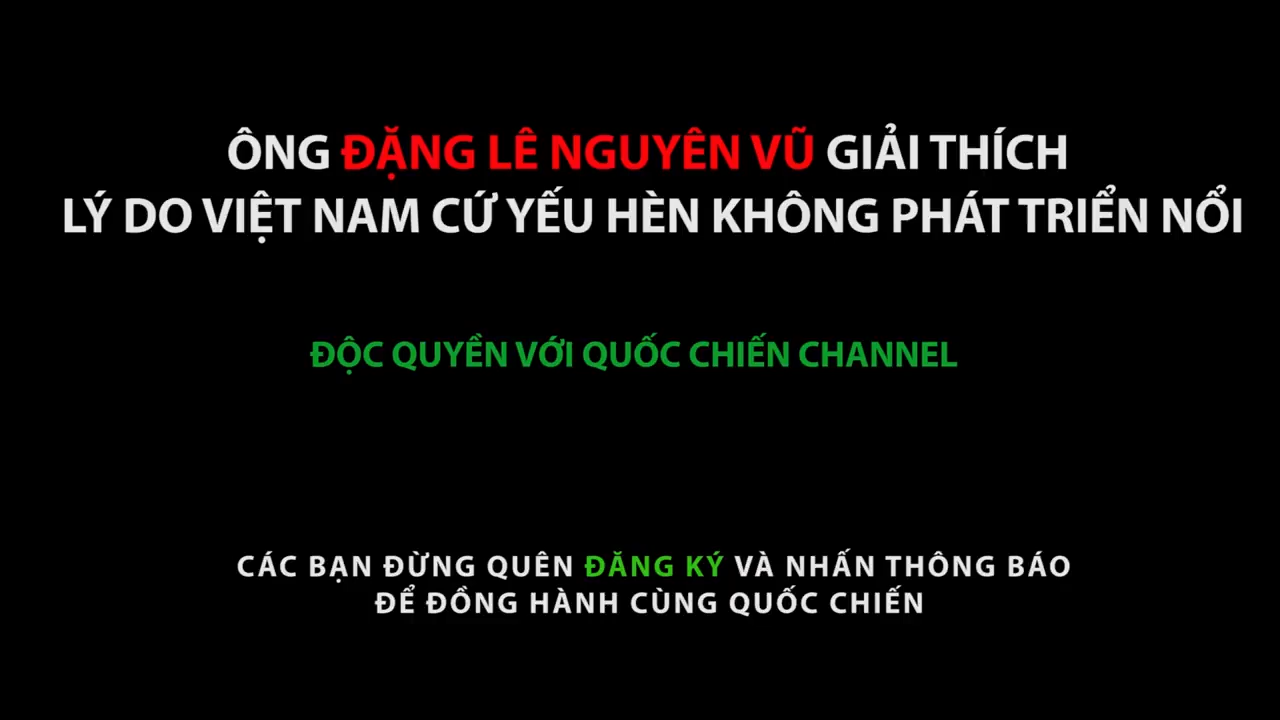 ÔNG ĐẶNG LÊ NGUYÊN VŨ GIẢI THÍCH
LÝ DO VIỆT NAM CỨ YẾU HÈN KHÔNG PHÁT TRIỂN NỔI
ĐỘC QUYỀN VỚI QUỐC CHIẾN CHANNEL
CÁC BẠN ĐỪNG QUÊN ĐĂNG KÝ VÀ NHẤN THÔNG BÁO
ĐỂ ĐỒNG HÀNH CÙNG QUỐC CHIẾN